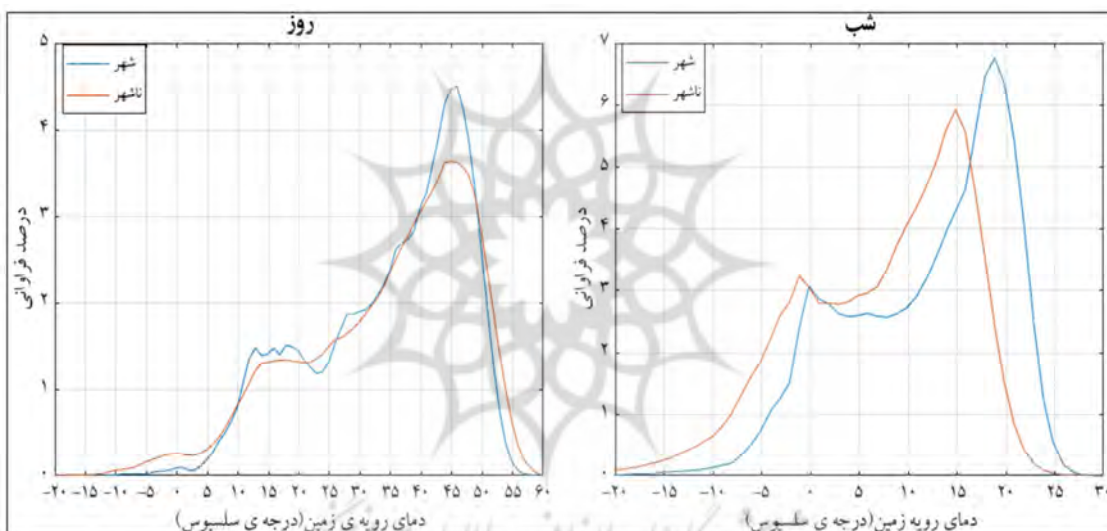 روز
شب
شهر
ناشهر
شهر
ناشهر
درصد فراوانی
درصد فراوانی
۵
۴
۳
۲
۱
۰
۷
۶
۵
۴
۳
۲
۱
۰
-۲۰ -۱۵ -۱۰ -۵ ۰ ۵ ۱۰ ۱۵ ۲۰ ۲۵ ۳۰ ۳۵ ۴۰ ۴۵ ۵۰ ۵۵ ۶۰
-۲۰ -۱۵ -۱۰ -۵ ۰ ۵ ۱۰ ۱۵ ۲۰ ۲۵ ۳۰
دمای رویه ی زمین(درجه ی سلسیوس)
دمای رویه زمین(درجه ی سلسیوس)